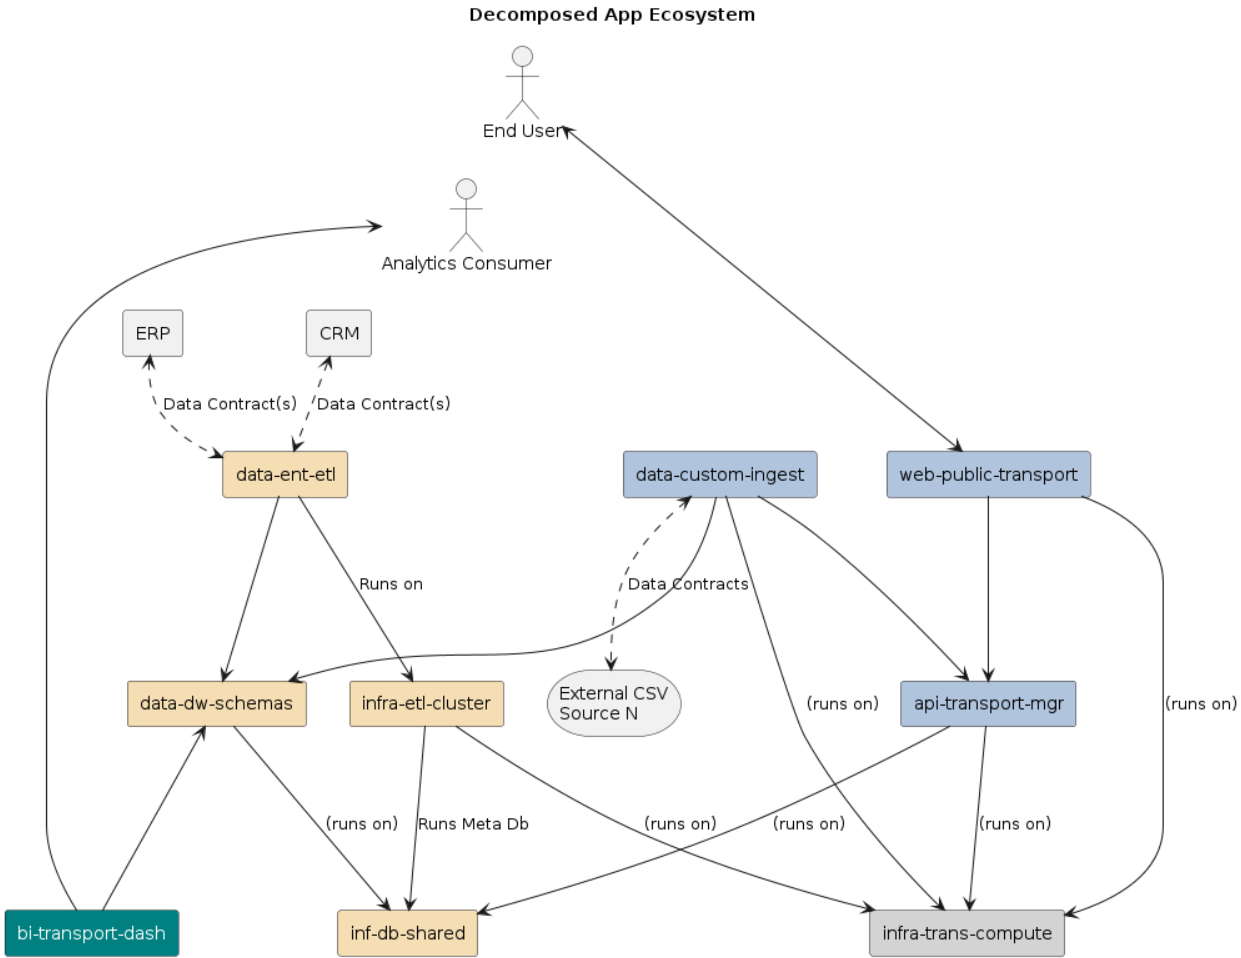 Decomposed App Ecosystem
End User
Analytics Consumer
ERP
CRM
Data Contract(s)
Data Contract(s)
data-ent-etl
data-custom-ingest
web-public-transport
Runs on
Data Contracts
data-dw-schemas
infra-etl-cluster
External CSV
Source N
(runs on)
api-transport-mgr
(runs on)
(runs on)
Runs Meta Db
(runs on)
(runs on)
(runs on)
bi-transport-dash
inf-db-shared
infra-trans-compute